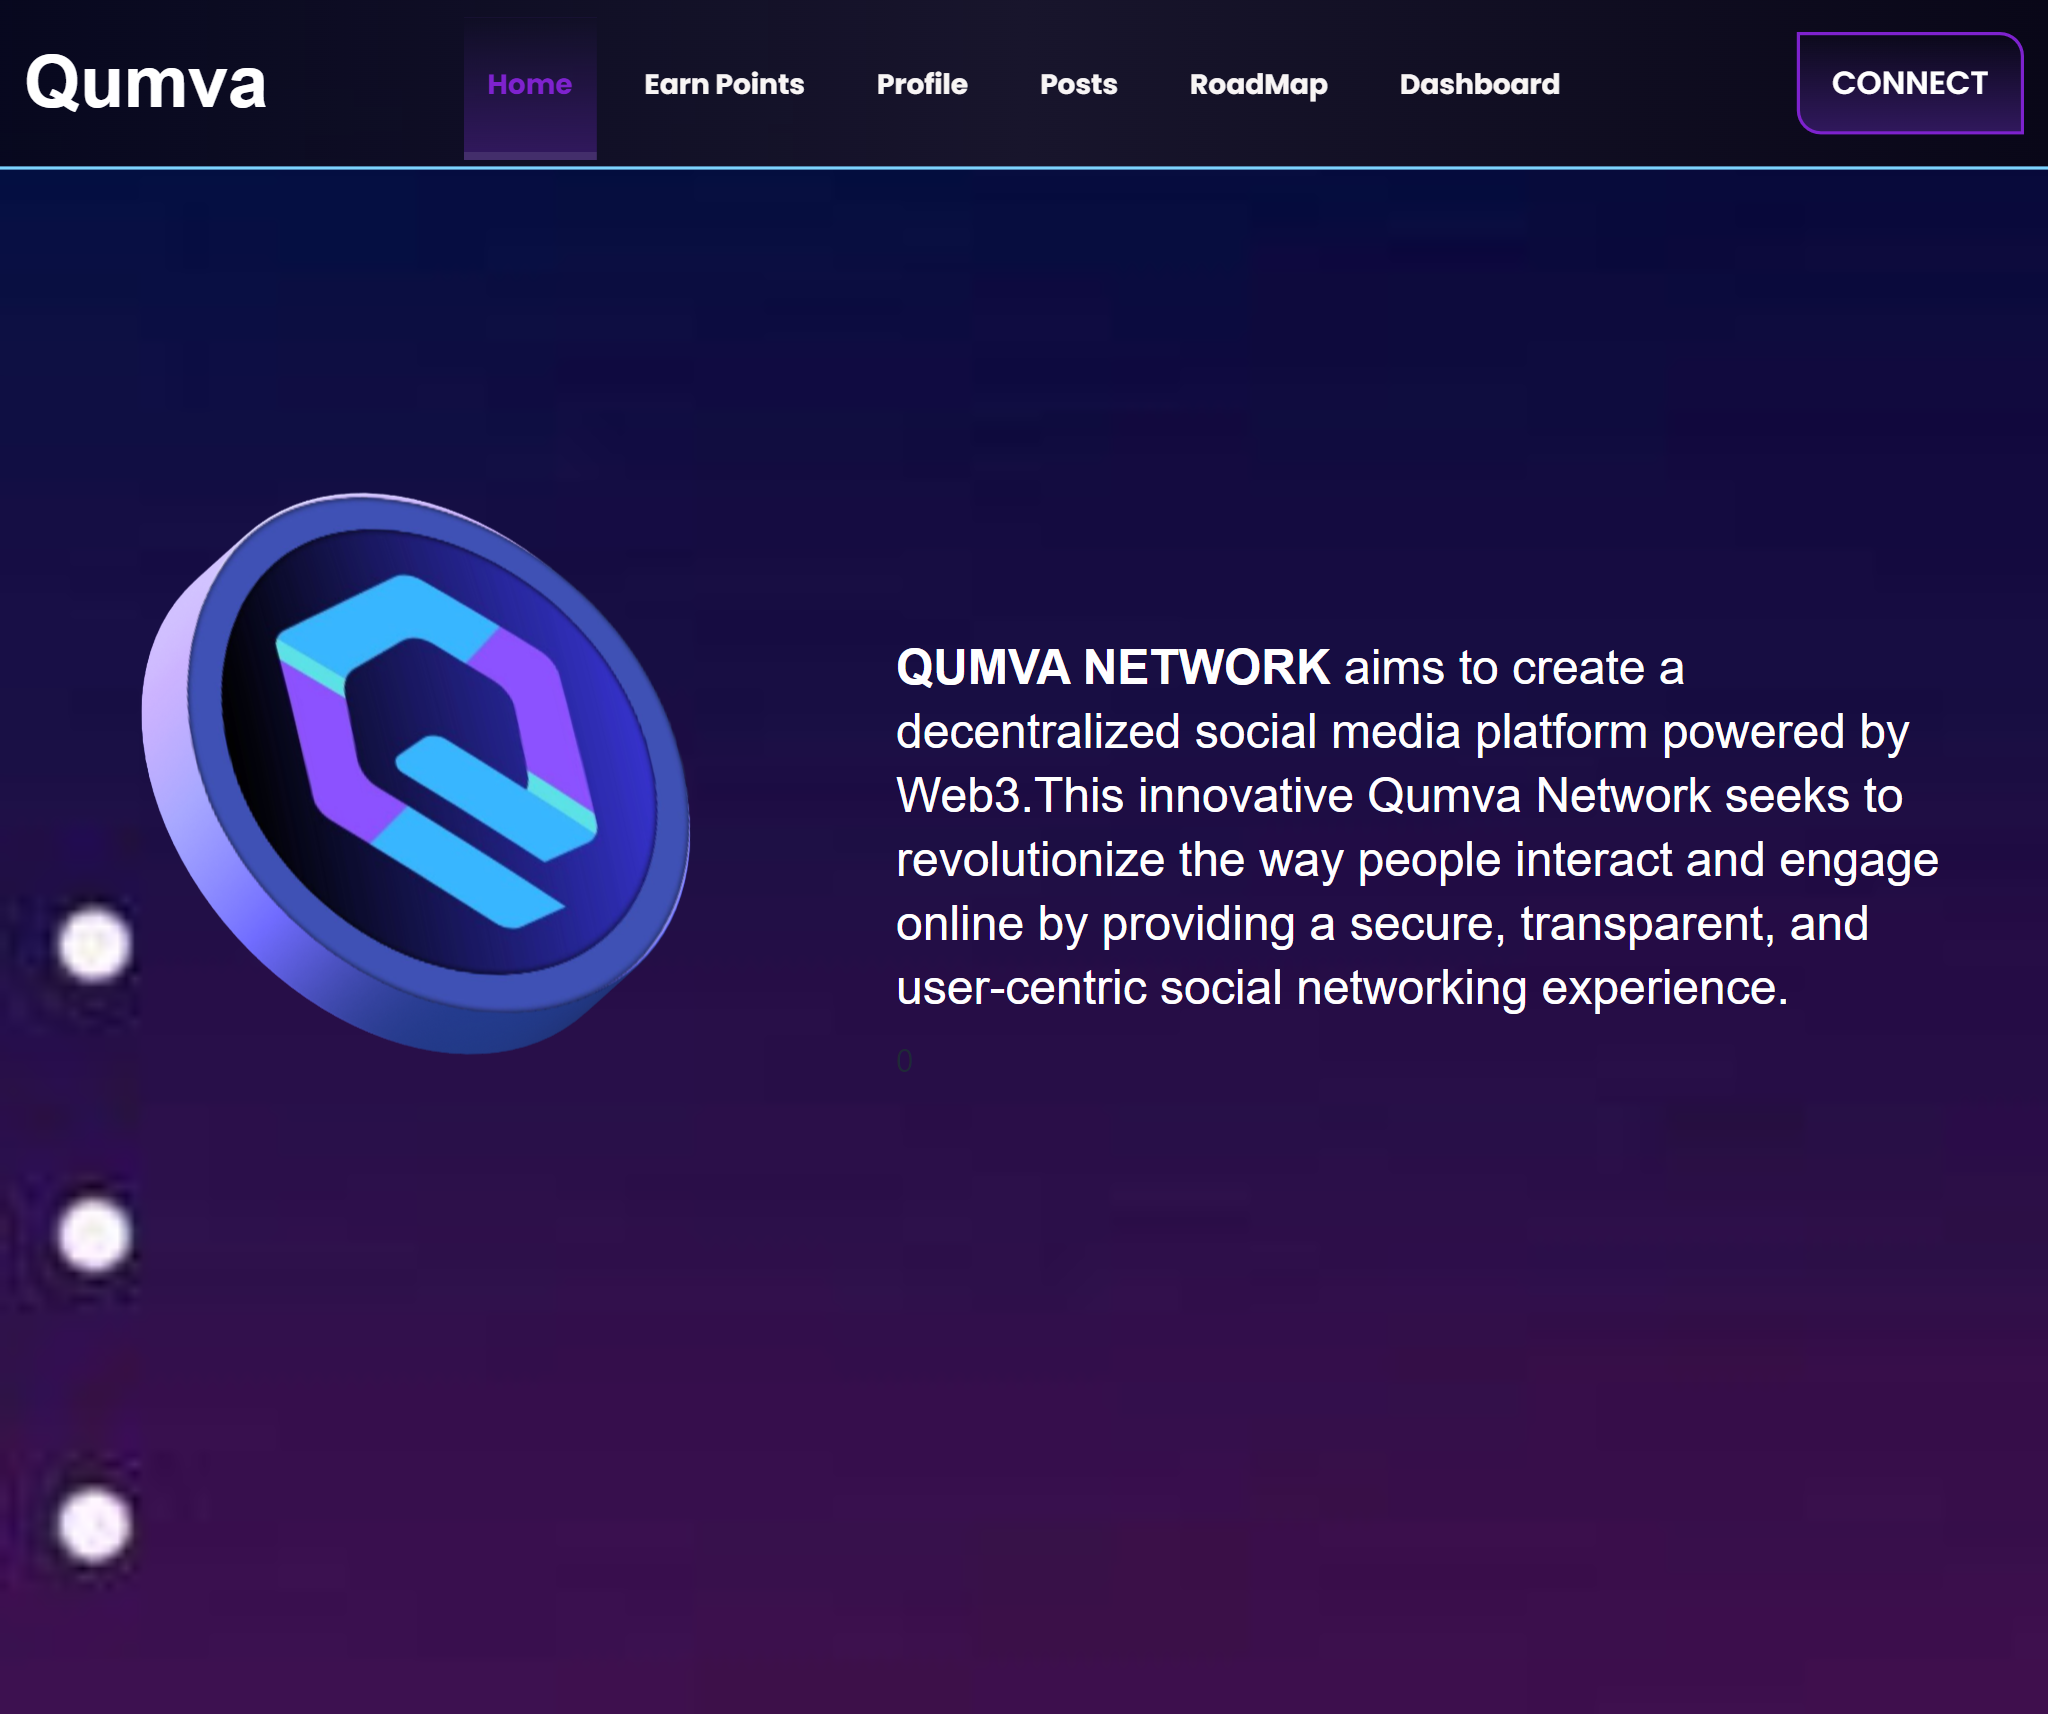 Qumva
Home
Earn Points
Profile
Posts
RoadMap
Dashboard
CONNECT
QUMVA NETWORK aims to create a
decentralized social media platform powered by
Web3.This innovative Qumva Network seeks to
revolutionize the way people interact and engage
online by providing a secure, transparent, and
user-centric social networking experience.
0